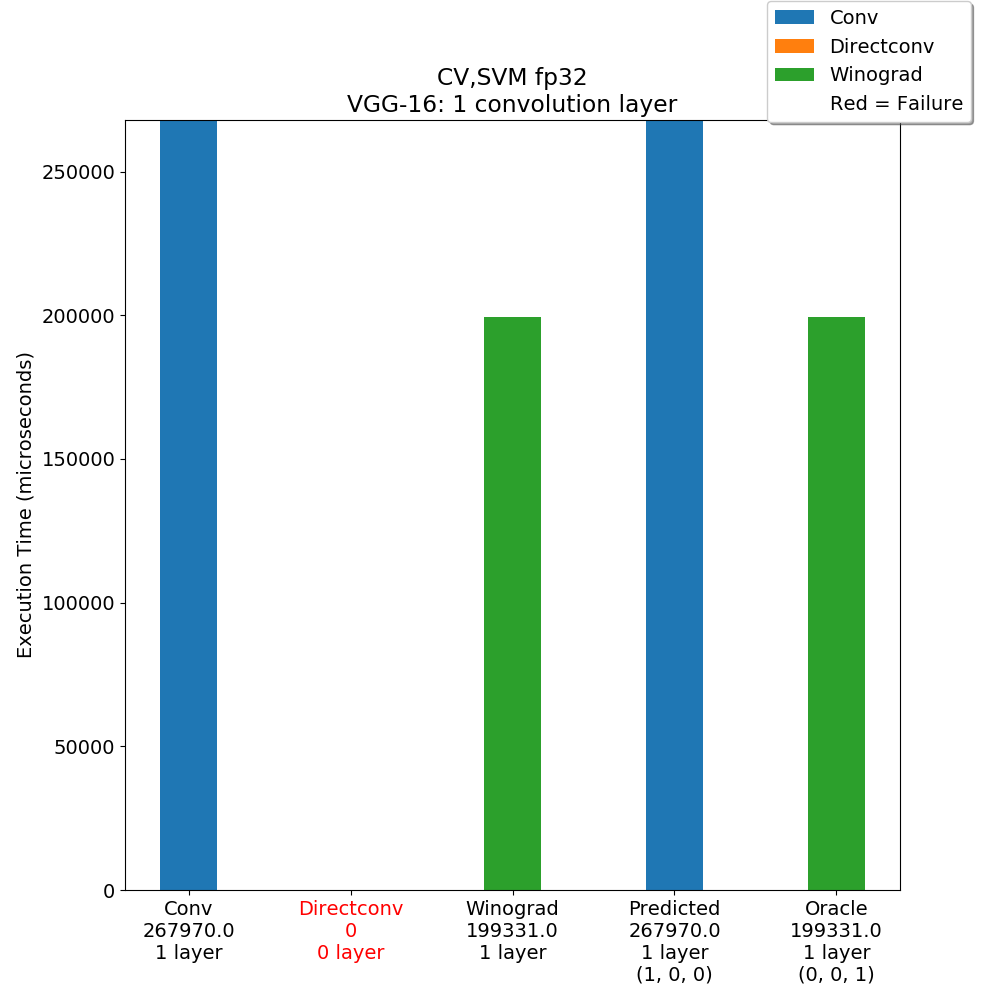 Conv
Directconv
Winograd
Red = Failure
CV,SVM fp32
VGG-16: 1 convolution layer
Execution Time (microseconds)
250000
200000
150000
100000
50000
0
Conv
267970.0
1 layer
Directconv
0
0 layer
Winograd
199331.0
1 layer
Predicted
267970.0
1 layer
(1, 0, 0)
Oracle
199331.0
1 layer
(0, 0, 1)